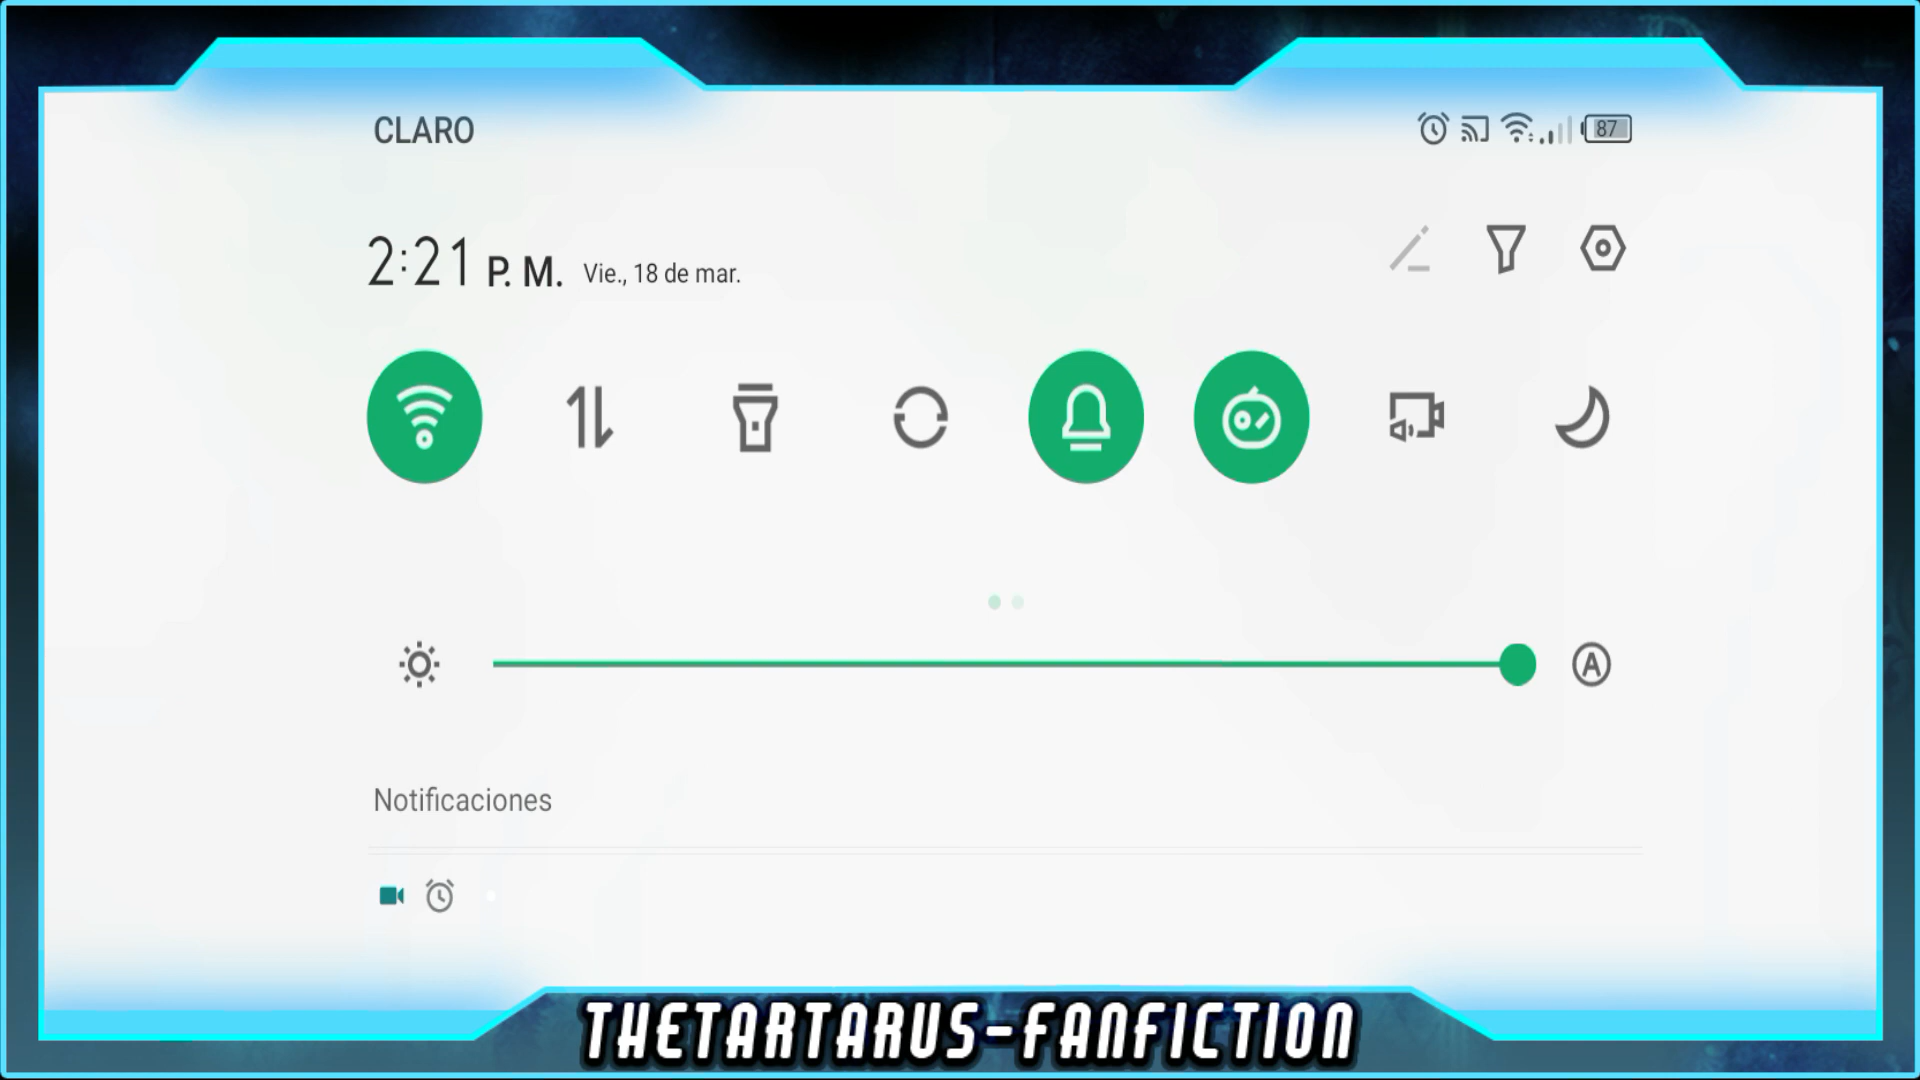 CLARO
87
2:21 P. M. Vie., 18 de mar.
A
Notificaciones
THETARTARUS-FANFICTION